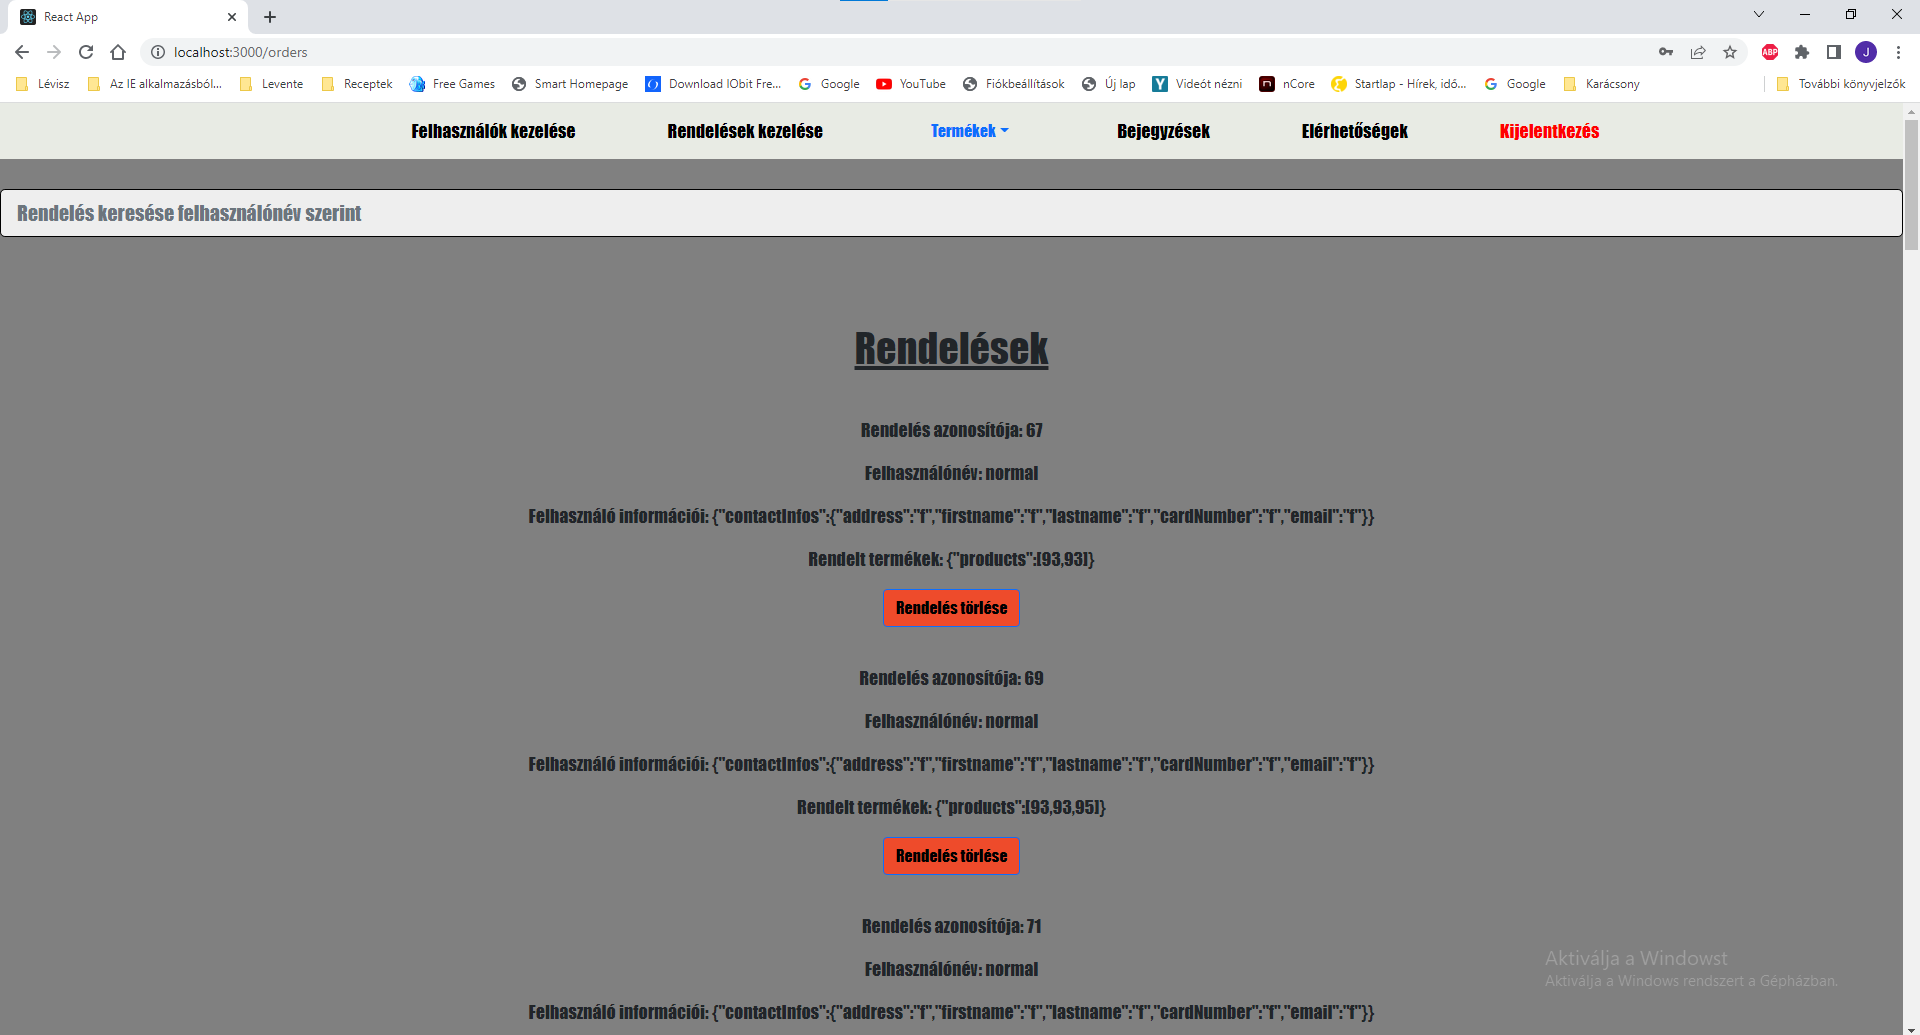 React App
localhost:3000/orders
ABP
J
Lévisz Az IE alkalmazásból... Levente Receptek Free Games Smart Homepage Download IObit Fre... Google YouTube Fiókbeállítások Új lap Videót nézni nCore Startlap - Hírek, idő... Google Karácsony További könyvjelzők
Felhasználók kezelése Rendelések kezelése Termékek Bejegyzések Elérhetőségek Kijelentkezés
Rendelés keresése felhasználónév szerint
Rendelések
Rendelés azonosítója: 67
Felhasználónév: normal
Felhasználó információi: {"contactInfos":{"address":"f","firstname":"f","lastname":"f","cardNumber":"f","email":"f"}}
Rendelt termékek: {"products":[93,93]}
Rendelés törlése
Rendelés azonosítója: 69
Felhasználónév: normal
Felhasználó információi: {"contactInfos":{"address":"f","firstname":"f","lastname":"f","cardNumber":"f","email":"f"}}
Rendelt termékek: {"products":[93,93,95]}
Rendelés törlése
Rendelés azonosítója: 71
Felhasználónév: normal
Felhasználó információi: {"contactInfos":{"address":"f","firstname":"f","lastname":"f","cardNumber":"f","email":"f"}}
Aktiválja a Windowst
Aktiválja a Windows rendszert a Gépházban.